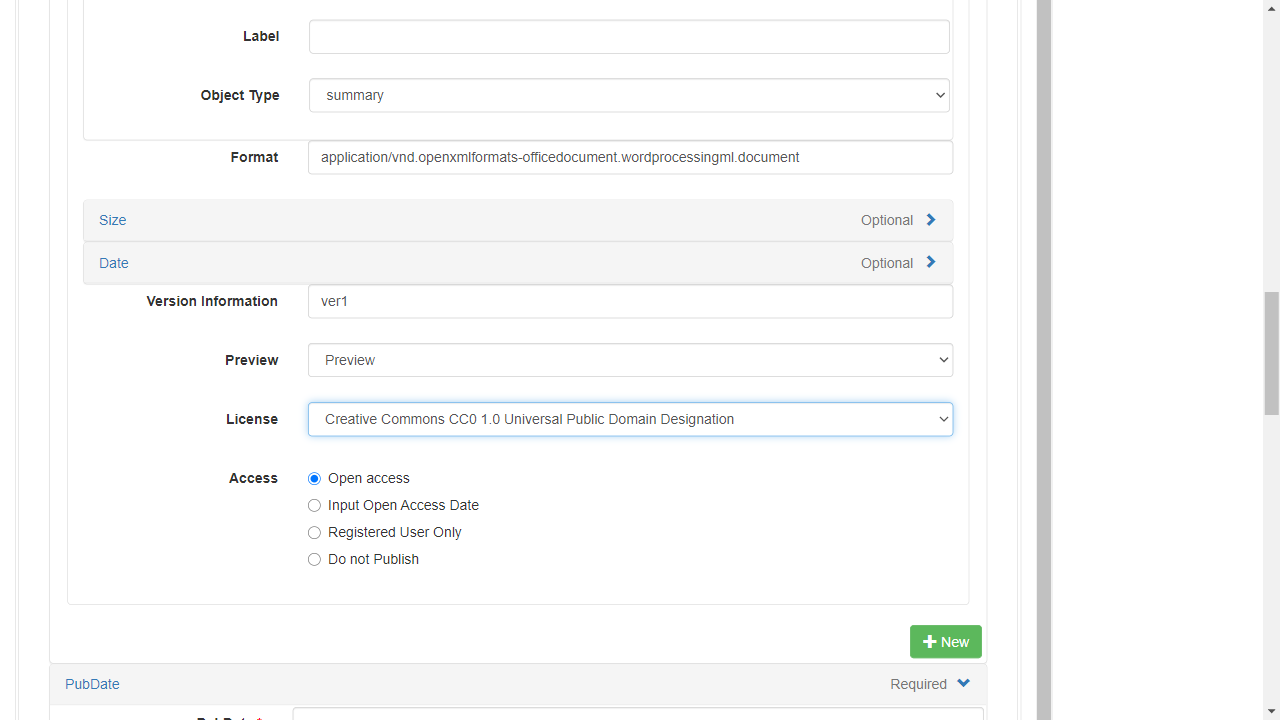 Label
Object Type summary
Format application/vnd.openxmlformats-officedocument.wordprocessingml.document
Size Optional
Date Optional
Version Information ver1
Preview Preview
License Creative Commons CC0 1.0 Universal Public Domain Designation
Access Open access
Input Open Access Date
Registered User Only
Do not Publish
New
PubDate Required